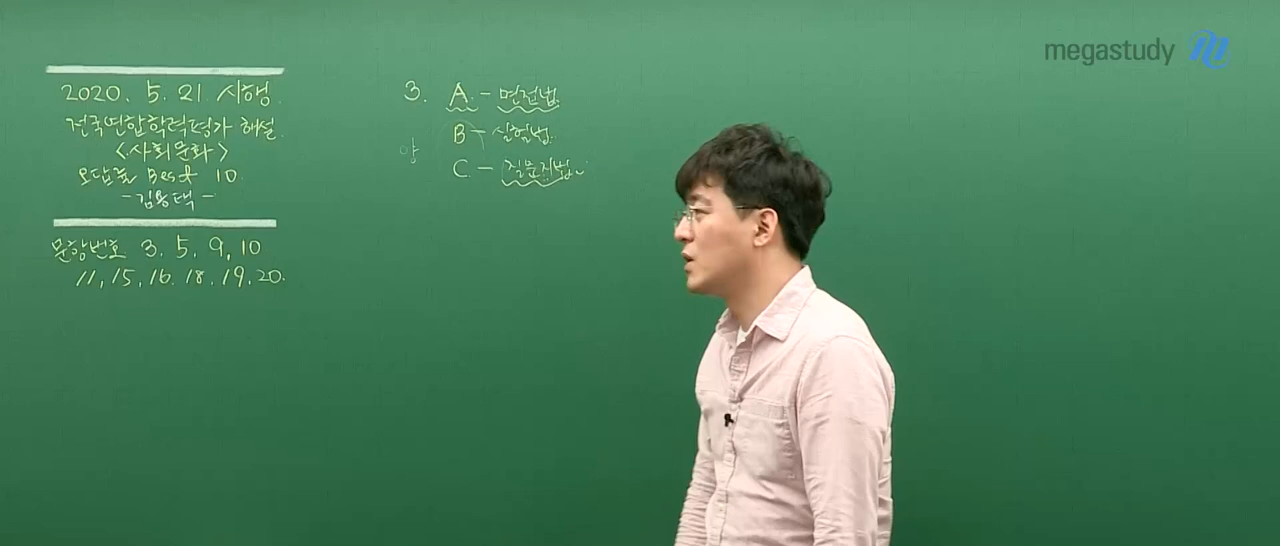 2020. 5. 21. 시행.
전국연합학력평가 해설.
<사회문화>
오답률 Best 10.
- 김용택 -
문항번호 3. 5. 9. 10
11. 15. 16. 18. 19. 20.
3. A. - 면접법.
B - 실험법.
양
C - 질문지법.
megastudy